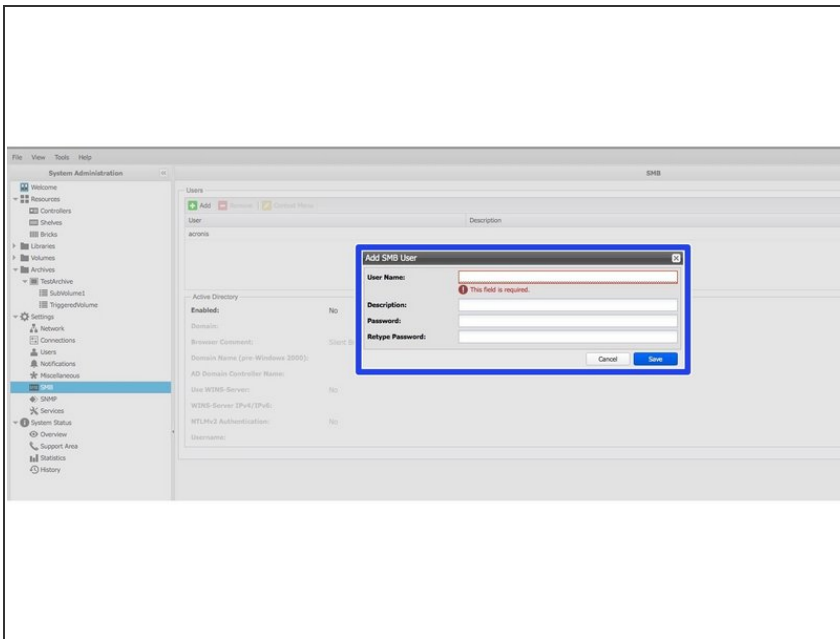 File View Tools Help
System Administration
SMB
Welcome
Resources
Controllers
Shelves
Bricks
Libraries
Volumes
Archives
TestArchive
SubVolume1
TriggeredVolume
Settings
Network
Connections
Users
Notifications
Miscellaneous
SMB
SNMP
Services
System Status
Overview
Support Area
Statistics
History
Users
Add Remove Context Menu
User Description
acronis
Active Directory
Enabled: No
Domain:
Browser Comment: Silent B
Domain Name (pre-Windows 2000):
AD Domain Controller Name:
Use WINS-Server: No
WINS-Server IPv4/IPv6:
NTLMv2 Authentication: No
Username:
Add SMB User
User Name:
This field is required.
Description:
Password:
Retype Password:
Cancel Save